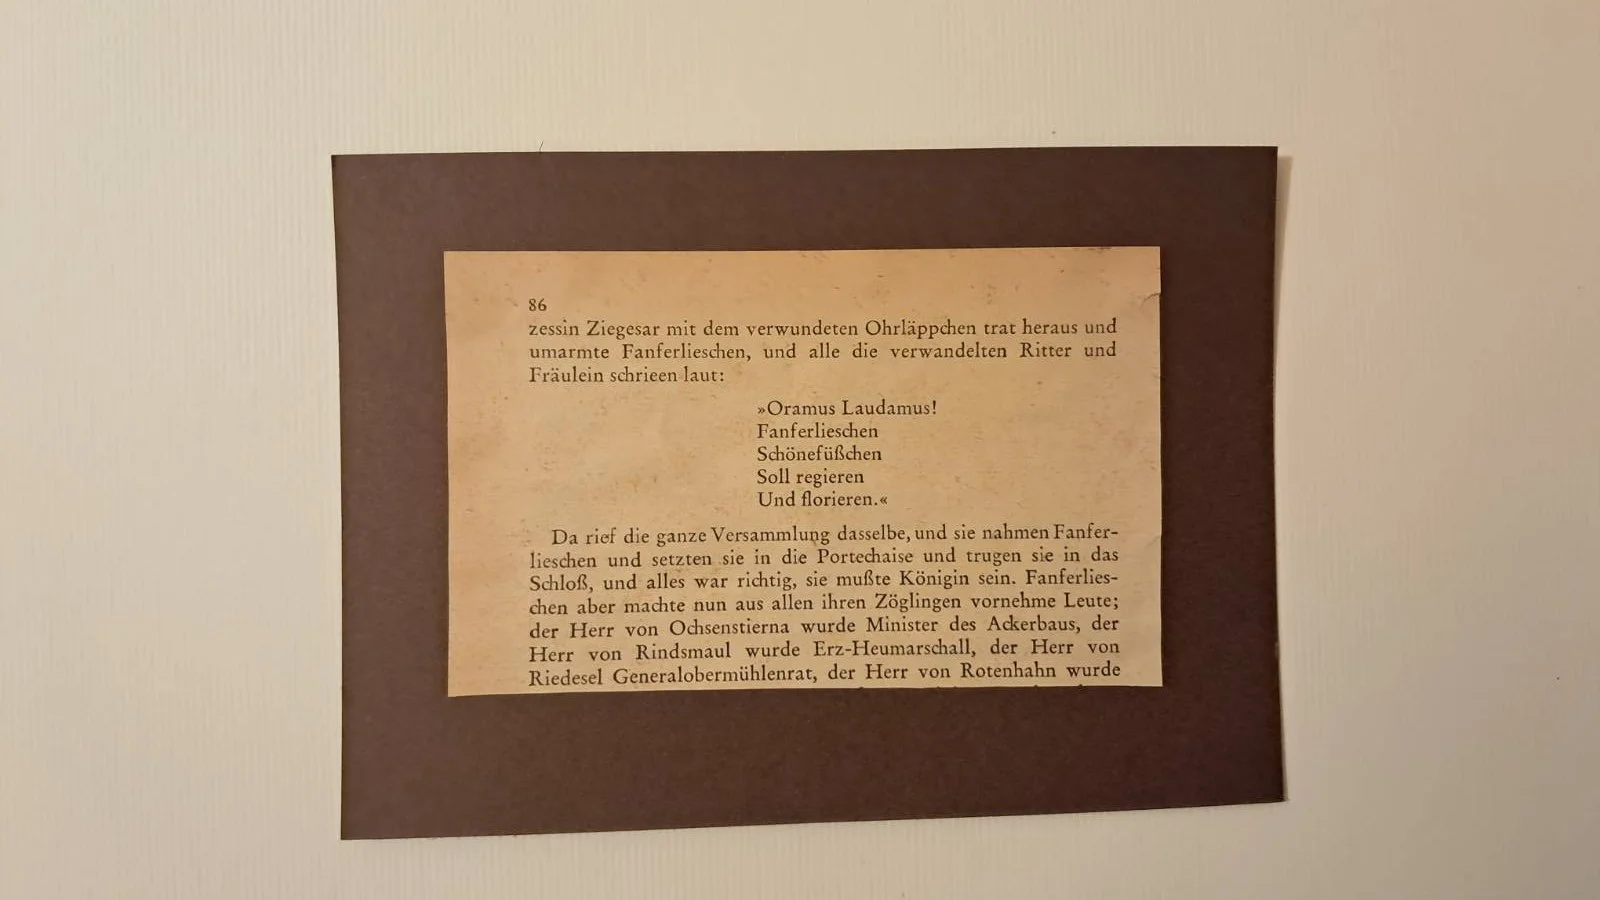 86
zessin Ziegesar mit dem verwundeten Ohrläppchen trat heraus und
umarmte Fanferlieschen, und alle die verwandelten Ritter und
Fräulein schrieen laut:
»Oramus Laudamus!
Fanferlieschen
Schönefüßchen
Soll regieren
Und florieren.«
Da rief die ganze Versammlung dasselbe, und sie nahmen Fanfer-
lieschen und setzten sie in die Portechaise und trugen sie in das
Schloß, und alles war richtig, sie mußte Königin sein. Fanferlies-
chen aber machte nun aus allen ihren Zöglingen vornehme Leute;
der Herr von Ochsenstierna wurde Minister des Ackerbaus, der
Herr von Rindsmaul wurde Erz-Heumarschall, der Herr von
Riedesel Generalobermühlenrat, der Herr von Rotenhahn wurde